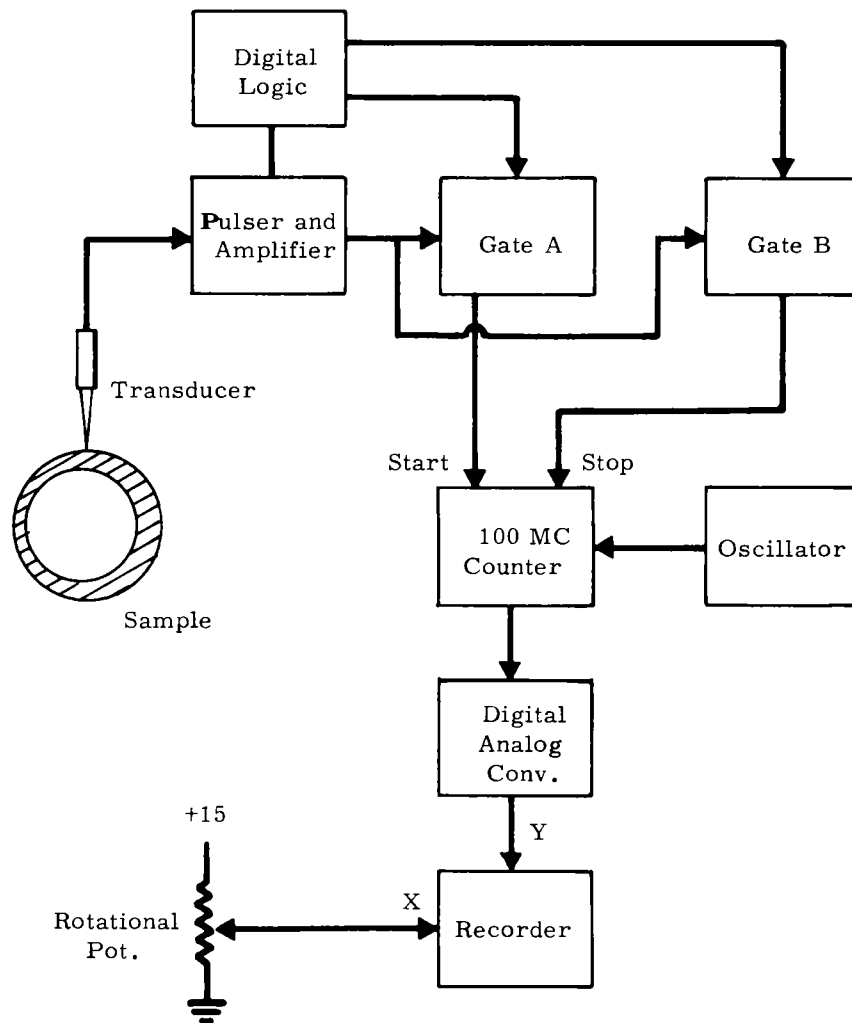 Digital
Logic
Pulser and
Amplifier
Gate A
Gate B
Transducer
Start
Stop
100 MC
Counter
Oscillator
Sample
Digital
Analog
Conv.
+15
Y
X
Rotational
Pot.
Recorder